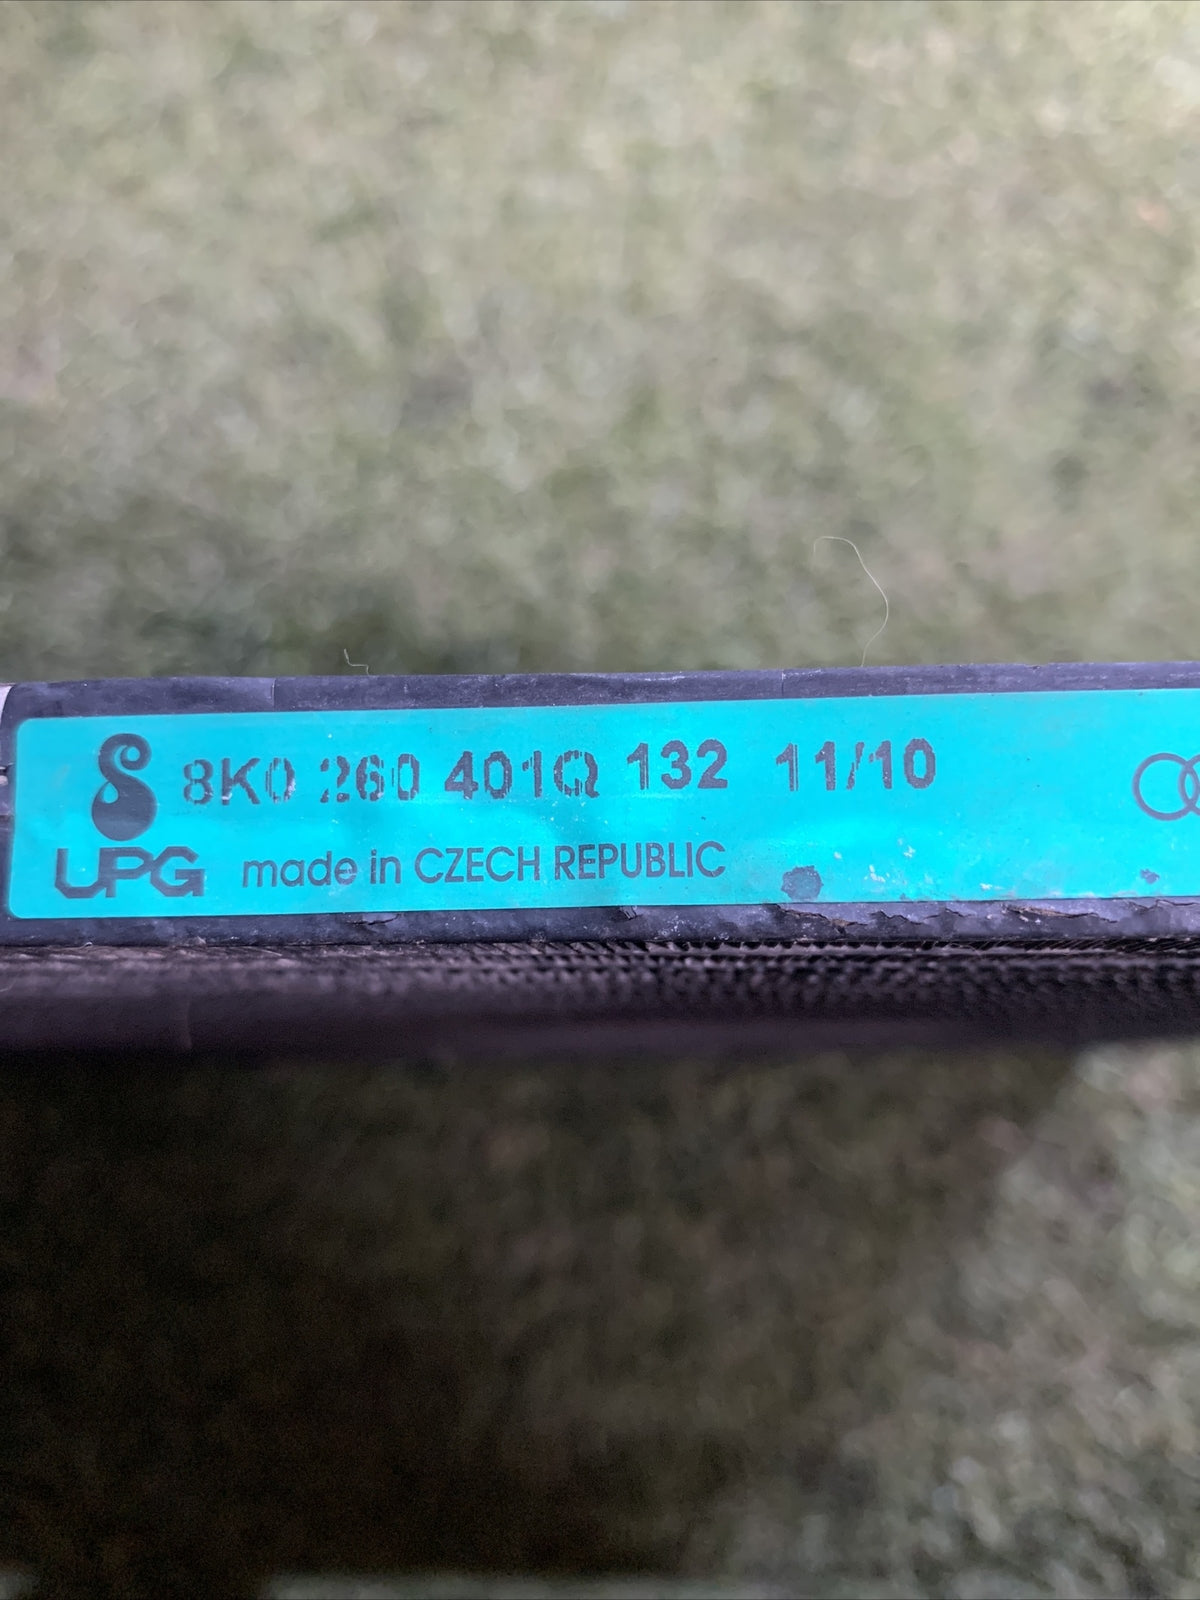 8K0 260 401Q 132 11/10
UPG made in CZECH REPUBLIC